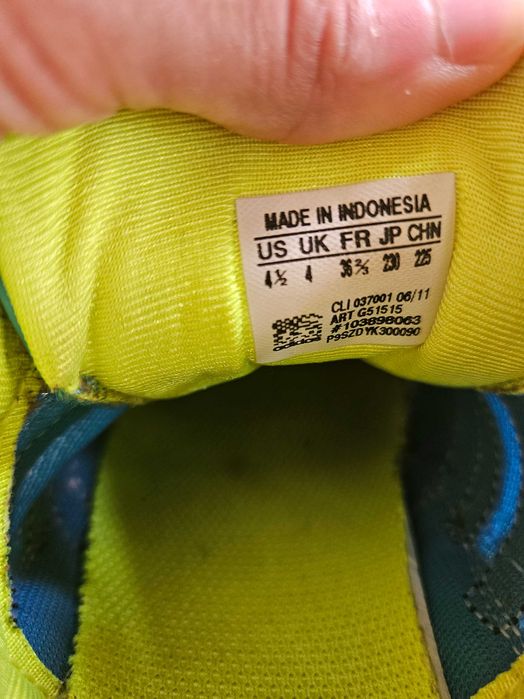 MADE IN INDONESIA
US UK FR JP CHN
4½ 4 36⅔ 230 225
CLI 037001 06/11
ART G51515
#103898063
P9SZDYK300090
adidas